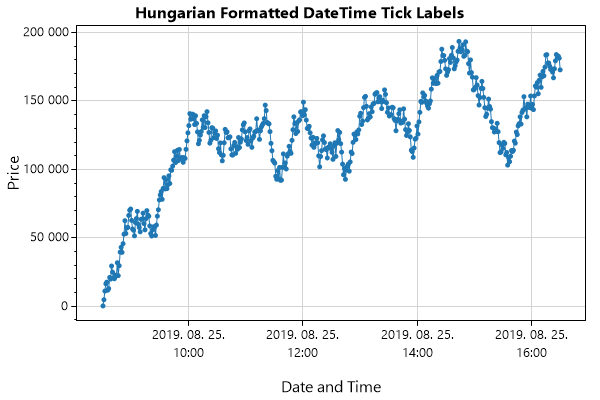 Hungarian Formatted DateTime Tick Labels
200 000
150 000
100 000
50 000
0
Price
2019. 08. 25. 2019. 08. 25. 2019. 08. 25. 2019. 08. 25.
10:00 12:00 14:00 16:00
Date and Time